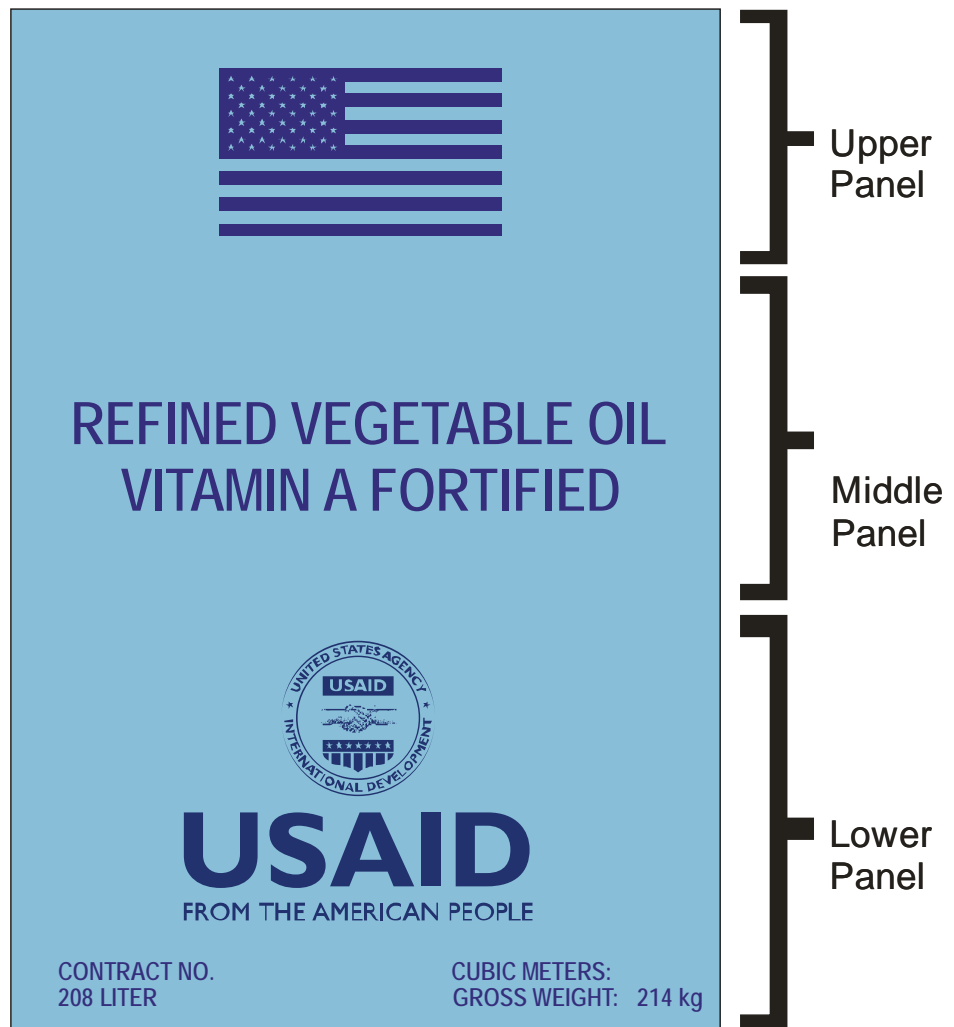 Upper
Panel
REFINED VEGETABLE OIL
VITAMIN A FORTIFIED
Middle
Panel
UNITED STATES AGENCY
USAID
INTERNATIONAL DEVELOPMENT
USAID
FROM THE AMERICAN PEOPLE
Lower
Panel
CONTRACT NO.
208 LITER
CUBIC METERS:
GROSS WEIGHT: 214 kg